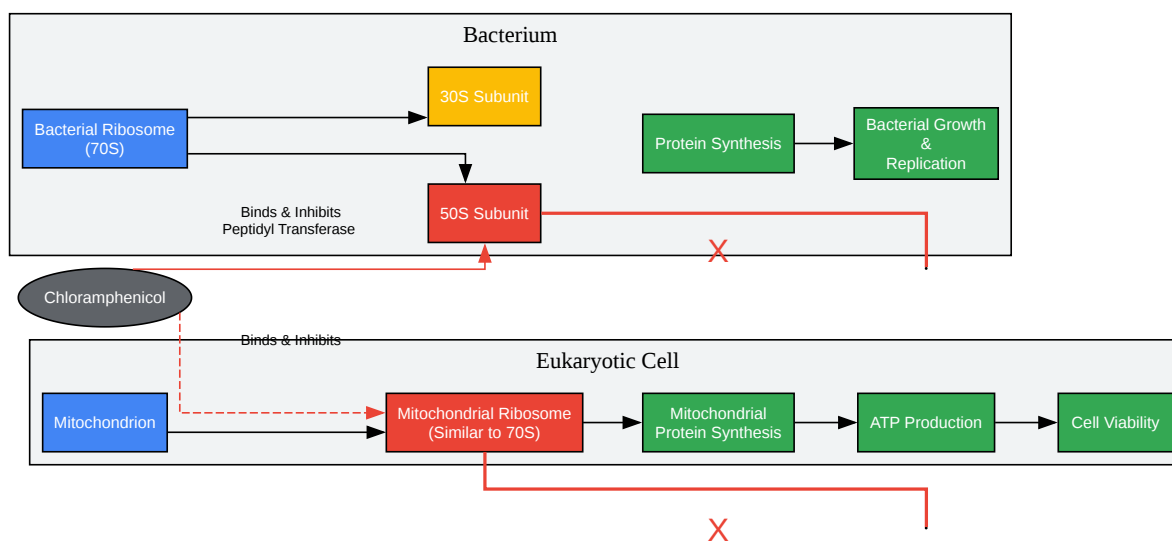 Bacterium
30S Subunit
Bacterial Ribosome
(70S)
Protein Synthesis
Bacterial Growth
&
Replication
50S Subunit
Binds & Inhibits
Peptidyl Transferase
X
Chloramphenicol
Binds & Inhibits
Eukaryotic Cell
Mitochondrion
Mitochondrial Ribosome
(Similar to 70S)
Mitochondrial
Protein Synthesis
ATP Production
Cell Viability
X